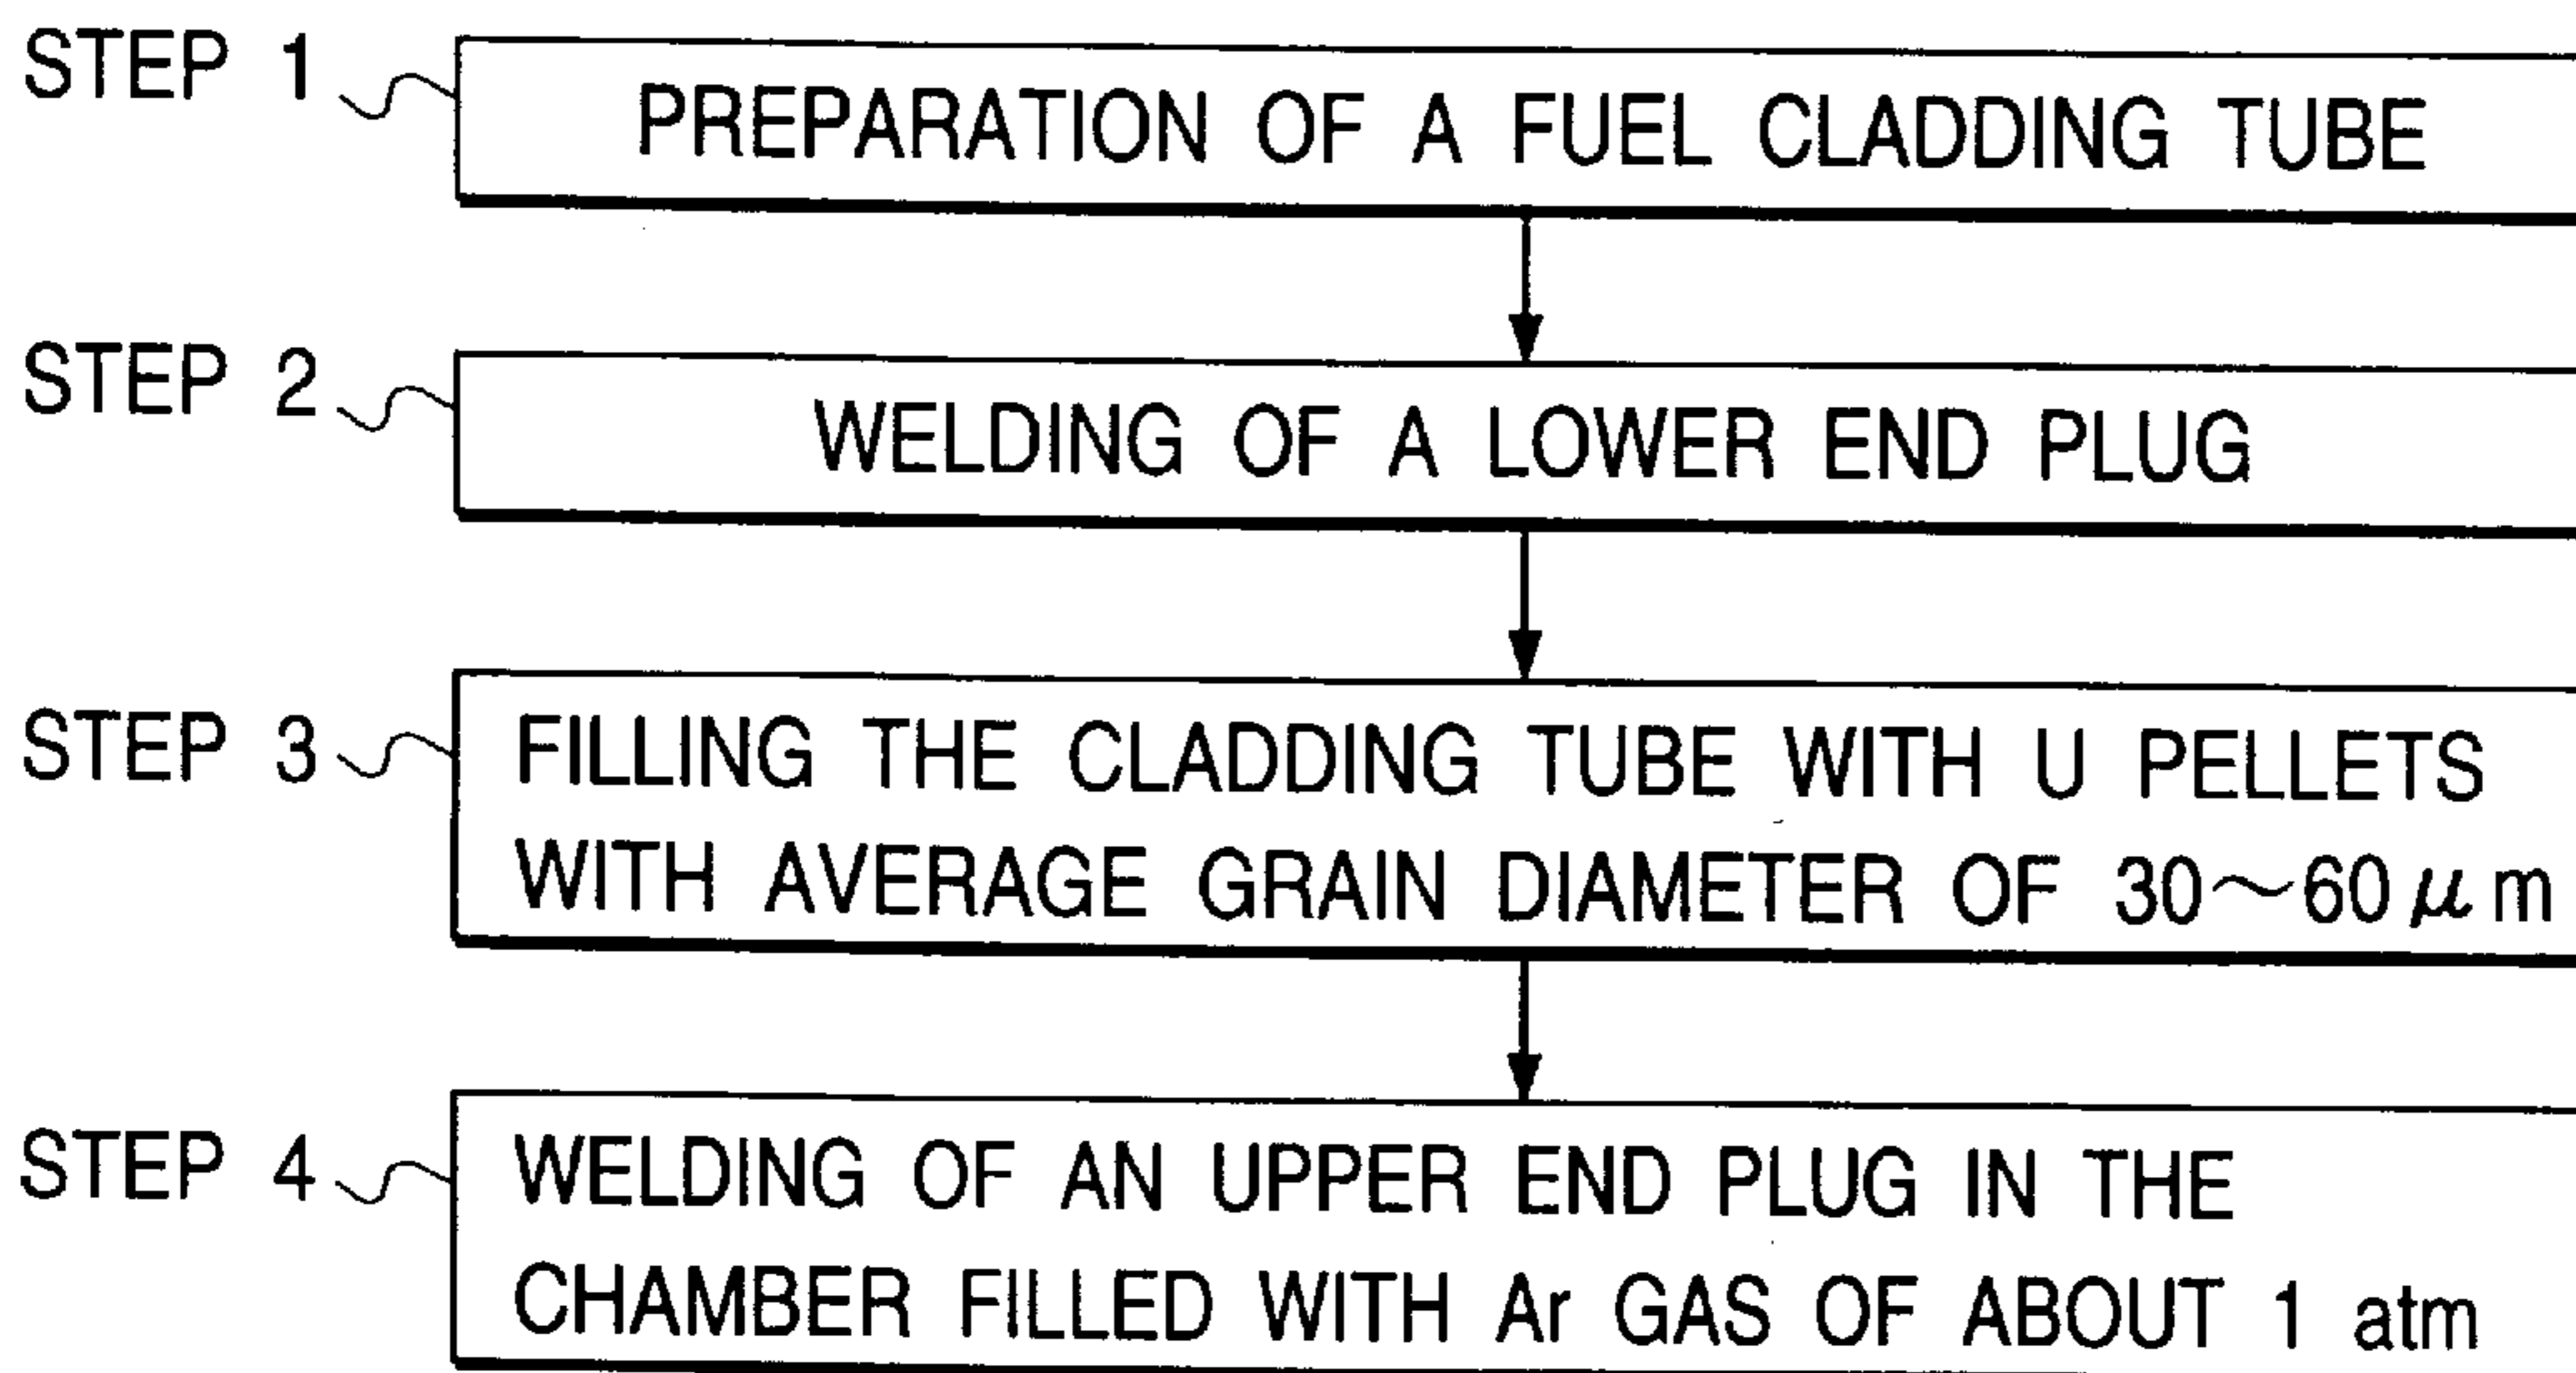 STEP 1
PREPARATION OF A FUEL CLADDING TUBE
STEP 2
WELDING OF A LOWER END PLUG
STEP 3
FILLING THE CLADDING TUBE WITH U PELLETS
WITH AVERAGE GRAIN DIAMETER OF 30～60 μm
STEP 4
WELDING OF AN UPPER END PLUG IN THE
CHAMBER FILLED WITH Ar GAS OF ABOUT 1 atm